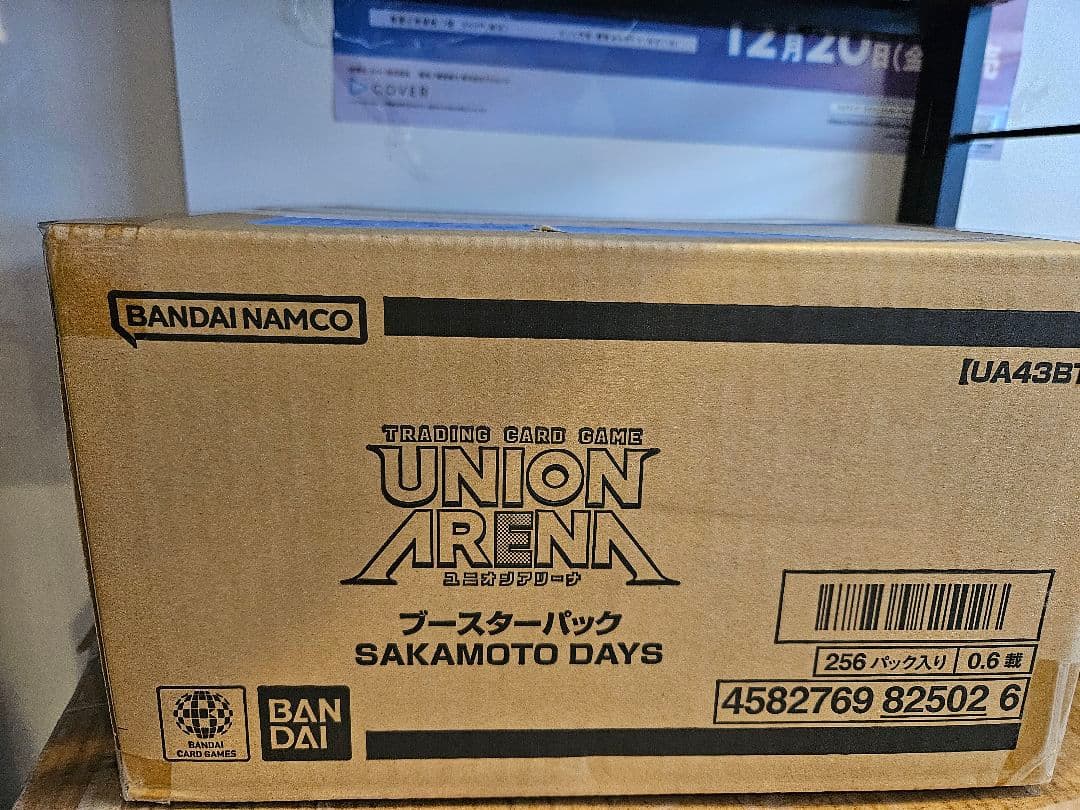 12月20日(金
COVER
BANDAI NAMCO
【UA43BT
TRADING CARD GAME
UNION
ARENA
ユニオンアリーナ
ブースターパック
SAKAMOTO DAYS
256 パック入り 0.6 載
4582769 82502 6
BANDAI
CARD GAMES
BAN
DAI